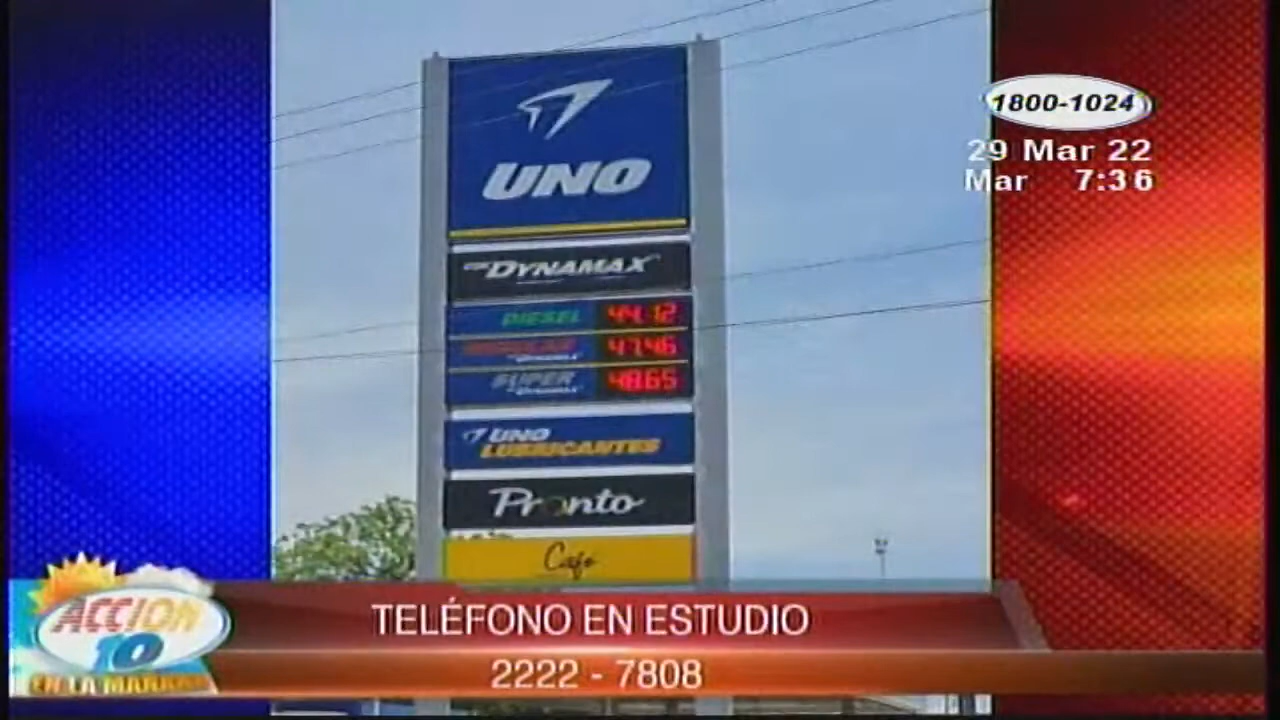 1800-1024
29 Mar 22
Mar 7:36
UNO
DYNAMAX
DIESEL 44.12
REGULAR 47.46
SUPER 48.65
UNO
LUBRICANTES
Pronto
Cafe
TELÉFONO EN ESTUDIO
2222 - 7808
ACCION
10
EN LA MAÑANA